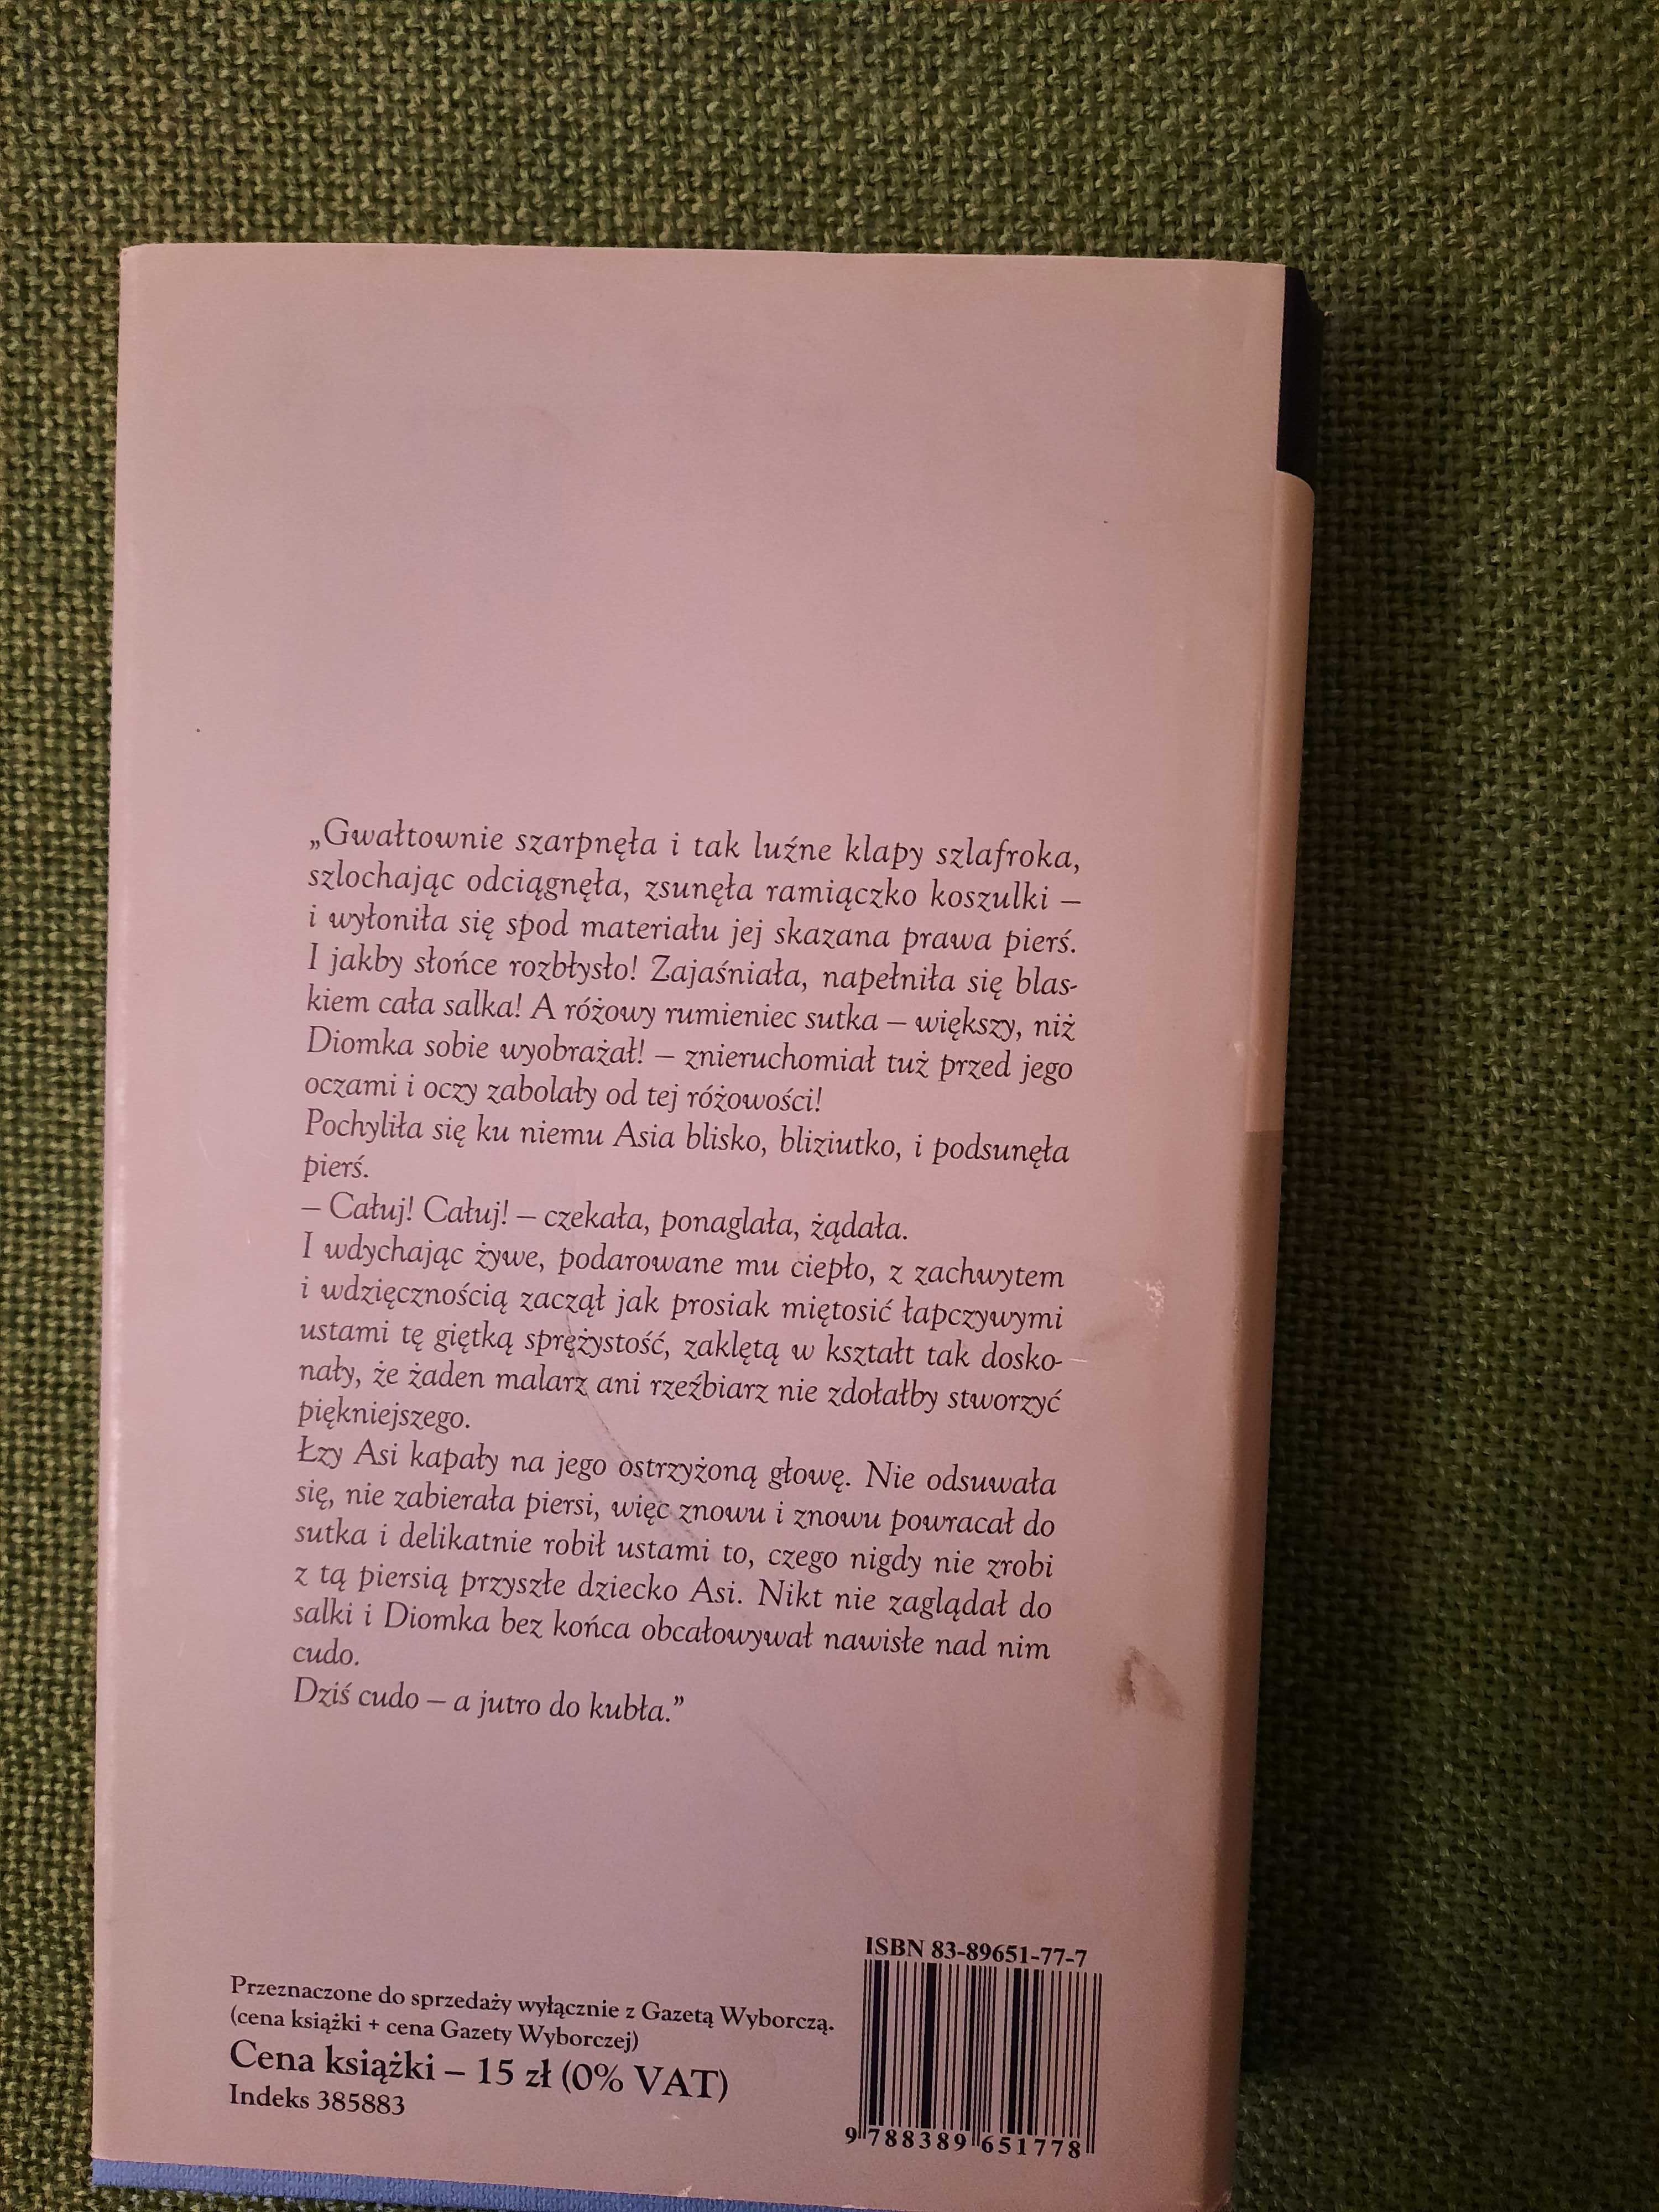 „Gwałtownie szarpnęła i tak luźne klapy szlafroka,
szlochając odciągnęła, zsunęła ramiączko koszulki –
i wyłoniła się spod materiału jej skazana prawa pierś.
I jakby słońce rozbłysło! Zajaśniała, napełniła się blas-
kiem cała salka! A różowy rumieniec sutka – większy, niż
Diomka sobie wyobrażał! – znieruchomiał tuż przed jego
oczami i oczy zabolały od tej różowości!
Pochyliła się ku niemu Asia blisko, bliziutko, i podsunęła
pierś.
– Całuj! Całuj! – czekała, ponaglała, żądała.
I wdychając żywe, podarowane mu ciepło, z zachwytem
i wdzięcznością zaczął jak prosiak miętosić łapczywymi
ustami tę giętką sprężystość, zaklętą w kształt tak dosko-
nały, że żaden malarz ani rzeźbiarz nie zdołałby stworzyć
piękniejszego.
Łzy Asi kapały na jego ostrzyżoną głowę. Nie odsuwała
się, nie zabierała piersi, więc znowu i znowu powracał do
sutka i delikatnie robił ustami to, czego nigdy nie zrobi
z tą piersią przyszłe dziecko Asi. Nikt nie zaglądał do
salki i Diomka bez końca obcałowywał nawisłe nad nim
cudo.
Dziś cudo – a jutro do kubła.”
ISBN 83-89651-77-7
Przeznaczone do sprzedaży wyłącznie z Gazetą Wyborczą.
(cena książki + cena Gazety Wyborczej)
Cena książki – 15 zł (0% VAT)
Indeks 385883
9 788389 651778